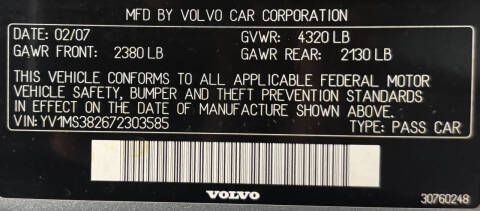 MFD BY VOLVO CAR CORPORATION
DATE: 02/07 GVWR: 4320 LB
GAWR FRONT: 2380 LB GAWR REAR: 2130 LB
THIS VEHICLE CONFORMS TO ALL APPLICABLE FEDERAL MOTOR
VEHICLE SAFETY, BUMPER AND THEFT PREVENTION STANDARDS
IN EFFECT ON THE DATE OF MANUFACTURE SHOWN ABOVE.
VIN:YV1MS382672303585 TYPE: PASS CAR
VOLVO 30760248